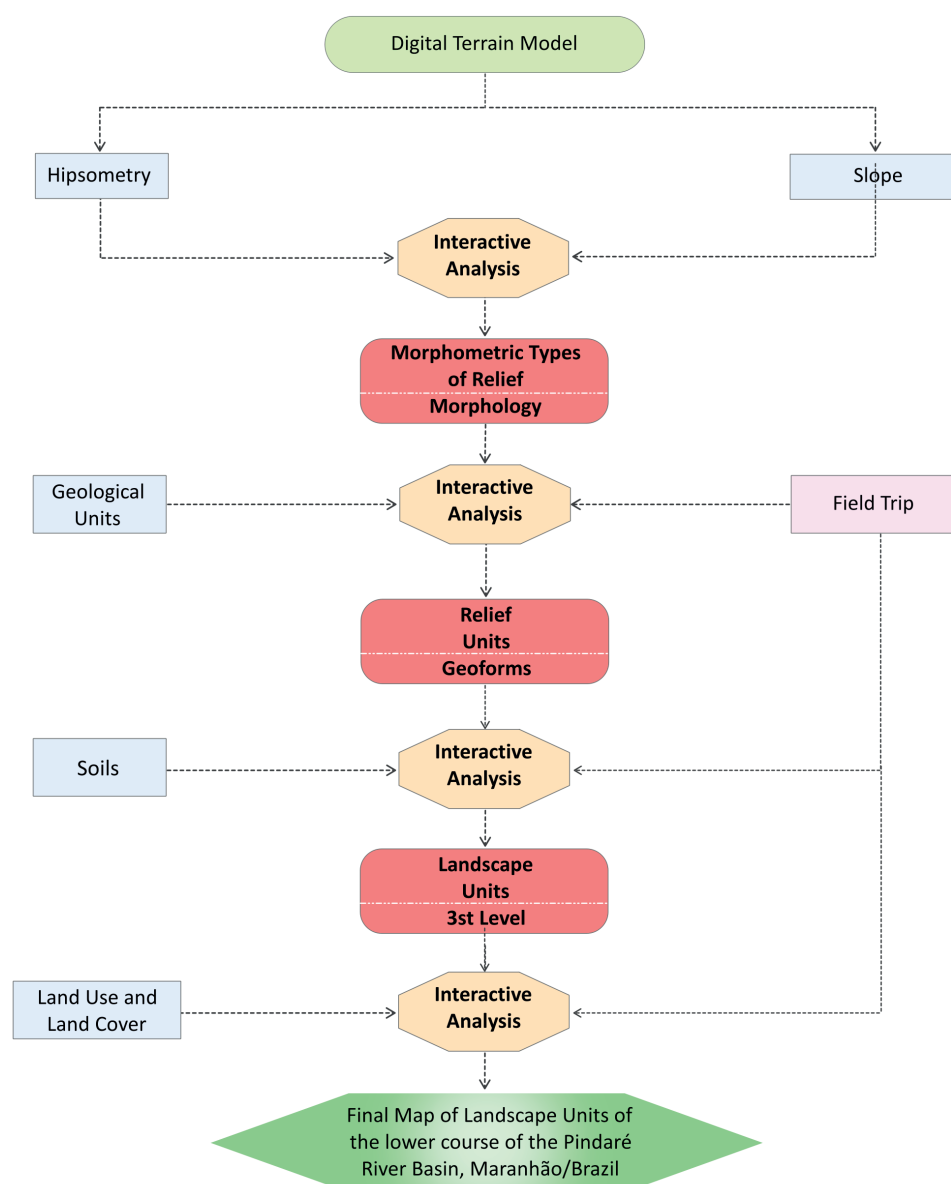 Digital Terrain Model
Hipsometry
Slope
Interactive
Analysis
Morphometric Types
of Relief
Morphology
Geological
Units
Interactive
Analysis
Field Trip
Relief
Units
Geoforms
Soils
Interactive
Analysis
Landscape
Units
3st Level
Land Use and
Land Cover
Interactive
Analysis
Final Map of Landscape Units of
the lower course of the Pindaré
River Basin, Maranhão/Brazil